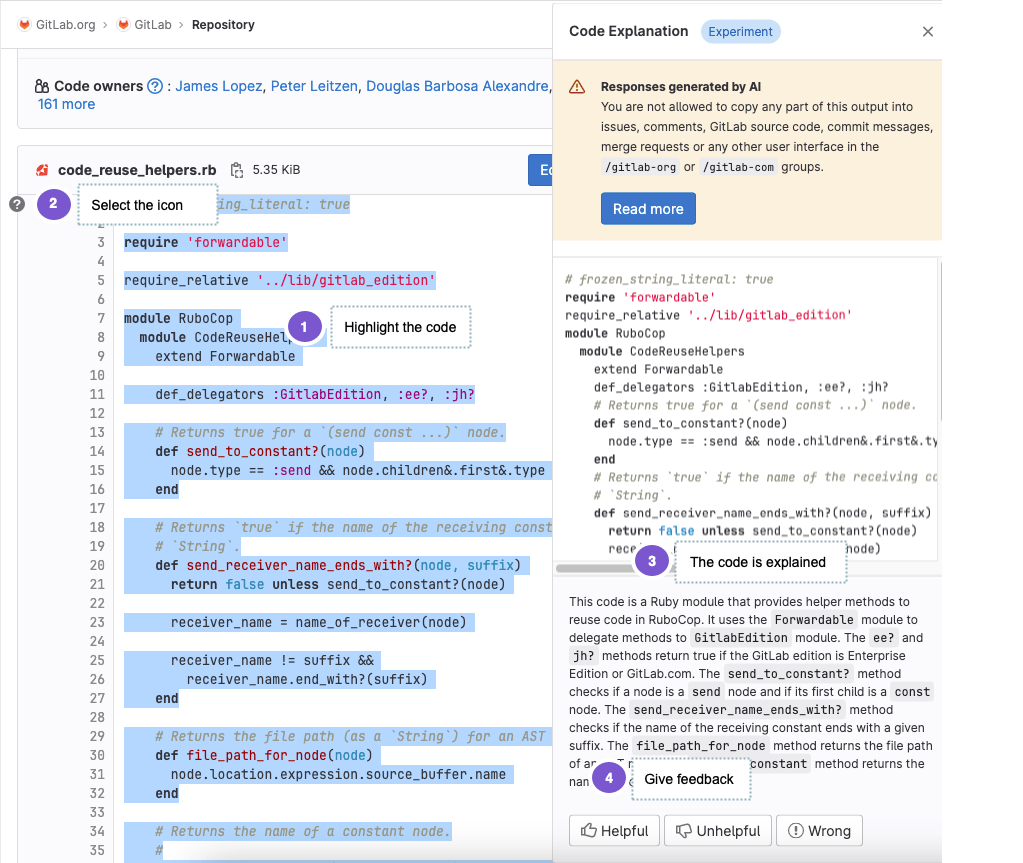 GitLab.org › GitLab › Repository
Code owners ? : James Lopez, Peter Leitzen, Douglas Barbosa Alexandre,
161 more
code_reuse_helpers.rb 5.35 KiB
? 2 Select the icon
ing_literal: true
3 require 'forwardable'
4
5 require_relative '../lib/gitlab_edition'
6
7 module RuboCop
8 module CodeReuseHelp
1 Highlight the code
9 extend Forwardable
10
11 def_delegators :GitlabEdition, :ee?, :jh?
12
13 # Returns true for a `(send const ...)` node.
14 def send_to_constant?(node)
15 node.type == :send && node.children&.first&.type
16 end
17
18 # Returns `true` if the name of the receiving const
19 # `String`.
20 def send_receiver_name_ends_with?(node, suffix)
21 return false unless send_to_constant?(node)
22
23 receiver_name = name_of_receiver(node)
24
25 receiver_name != suffix &&
26 receiver_name.end_with?(suffix)
27 end
28
29 # Returns the file path (as a `String`) for an AST
30 def file_path_for_node(node)
31 node.location.expression.source_buffer.name
32 end
33
34 # Returns the name of a constant node.
35 #
Code Explanation Experiment ×
Responses generated by AI
You are not allowed to copy any part of this output into
issues, comments, GitLab source code, commit messages,
merge requests or any other user interface in the
/gitlab-org or /gitlab-com groups.
Read more
# frozen_string_literal: true
require 'forwardable'
require_relative '../lib/gitlab_edition'
module RuboCop
module CodeReuseHelpers
extend Forwardable
def_delegators :GitlabEdition, :ee?, :jh?
# Returns true for a `(send const ...)` node.
def send_to_constant?(node)
node.type == :send && node.children&.first&.ty
end
# Returns `true` if the name of the receiving co
# `String`.
def send_receiver_name_ends_with?(node, suffix)
return false unless send_to_constant?(node)
rece node)
3 The code is explained
This code is a Ruby module that provides helper methods to
reuse code in RuboCop. It uses the Forwardable module to
delegate methods to GitlabEdition module. The ee? and
jh? methods return true if the GitLab edition is Enterprise
Edition or GitLab.com. The send_to_constant? method
checks if a node is a send node and if its first child is a const
node. The send_receiver_name_ends_with? method
checks if the name of the receiving constant ends with a given
suffix. The file_path_for_node method returns the file path
of an constant method returns the
nan
4 Give feedback
Helpful Unhelpful Wrong